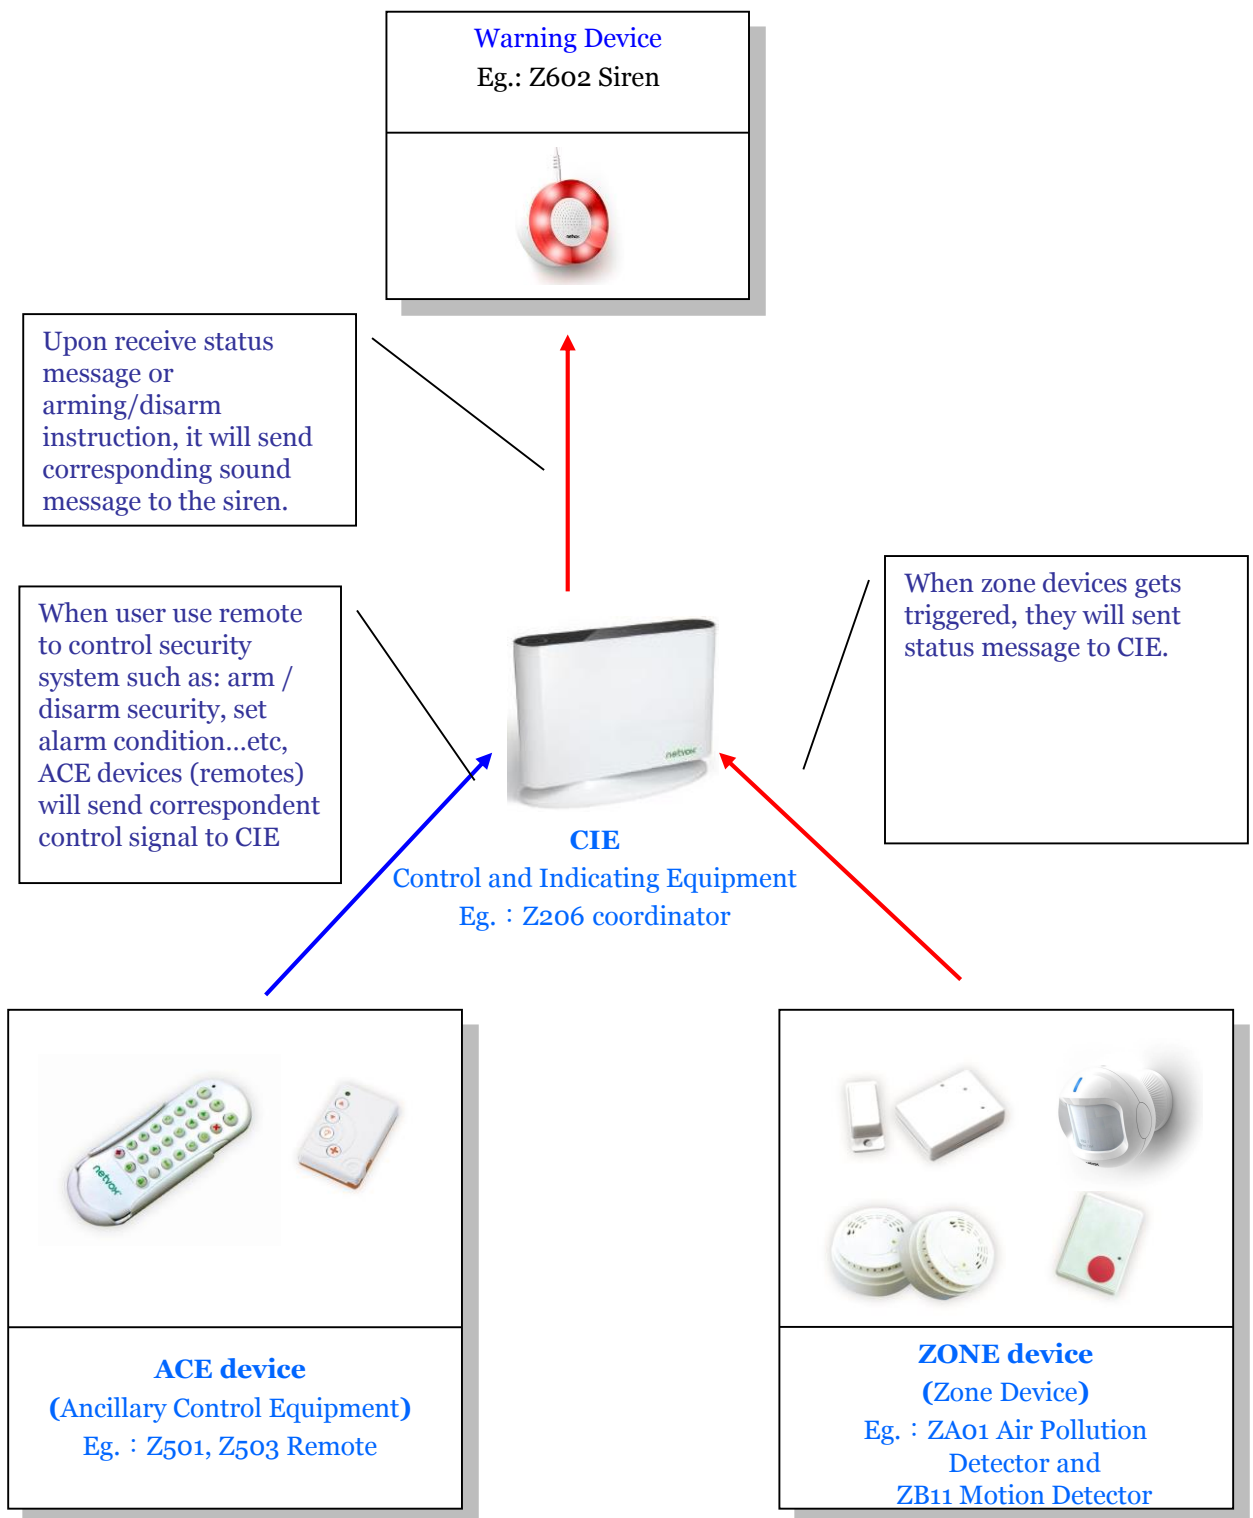 Warning Device
Eg.: Z602 Siren
netvox
Upon receive status
message or
arming/disarm
instruction, it will send
corresponding sound
message to the siren.
When user use remote
to control security
system such as: arm /
disarm security, set
alarm condition...etc,
ACE devices (remotes)
will send correspondent
control signal to CIE
When zone devices gets
triggered, they will sent
status message to CIE.
netvox
CIE
Control and Indicating Equipment
Eg.：Z206 coordinator
netvox
ACE device
(Ancillary Control Equipment)
Eg.：Z501, Z503 Remote
ZONE device
(Zone Device)
Eg.：ZA01 Air Pollution
Detector and
ZB11 Motion Detector